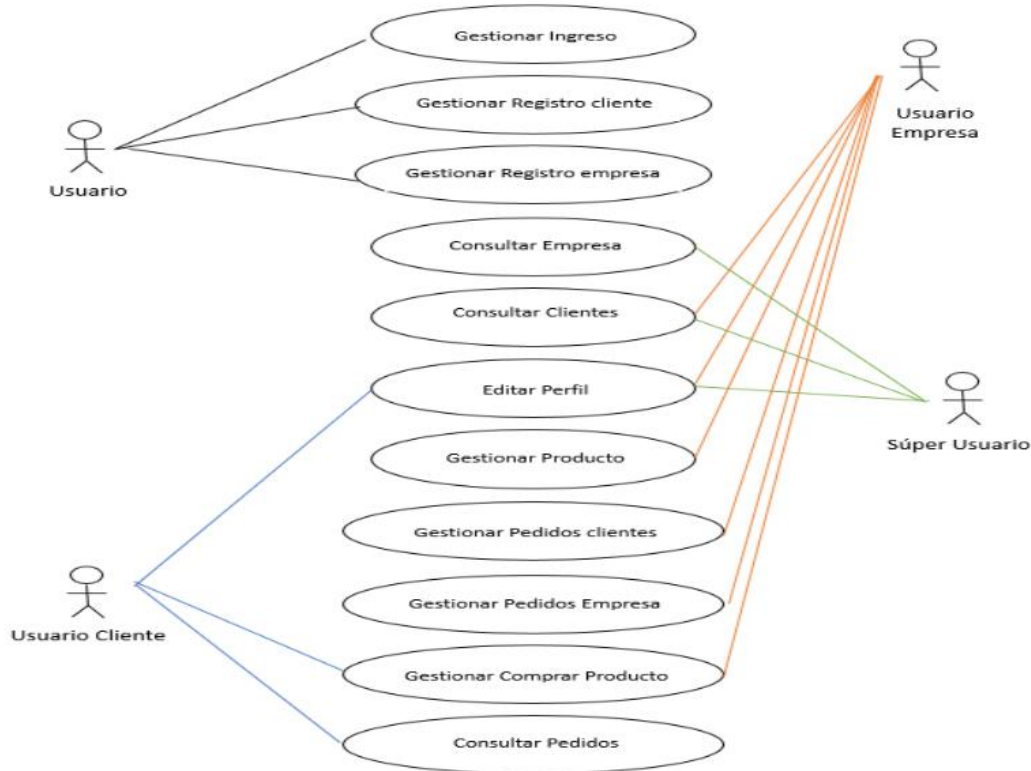 Gestionar Ingreso
Gestionar Registro cliente
Usuario
Empresa
Usuario
Gestionar Registro empresa
Consultar Empresa
Consultar Clientes
Editar Perfil
Súper Usuario
Gestionar Producto
Gestionar Pedidos clientes
Gestionar Pedidos Empresa
Usuario Cliente
Gestionar Comprar Producto
Consultar Pedidos